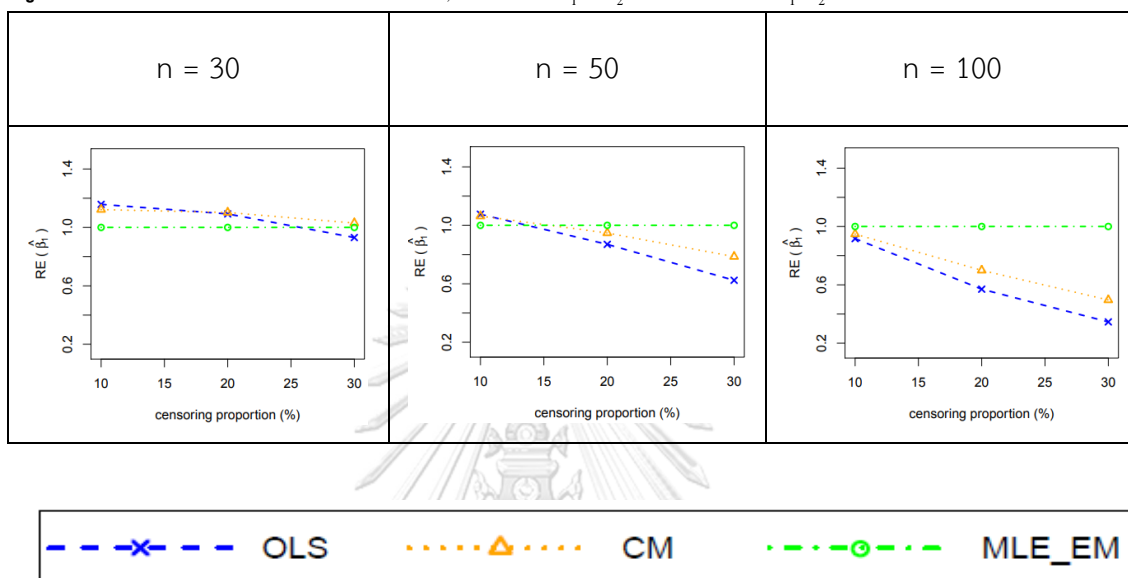 n = 30
n = 50
n = 100
RE ( β̂₁ )
1.4
1.0
0.6
0.2
10 15 20 25 30
censoring proportion (%)
RE ( β̂₁ )
1.4
1.0
0.6
0.2
10 15 20 25 30
censoring proportion (%)
RE ( β̂₁ )
1.4
1.0
0.6
0.2
10 15 20 25 30
censoring proportion (%)
OLS CM MLE_EM